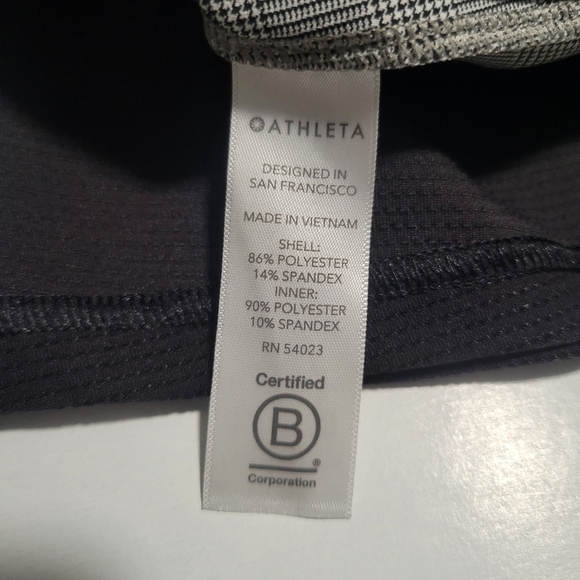 ATHLETA
DESIGNED IN
SAN FRANCISCO
MADE IN VIETNAM
SHELL:
86% POLYESTER
14% SPANDEX
INNER:
90% POLYESTER
10% SPANDEX
RN 54023
Certified
B
®
Corporation